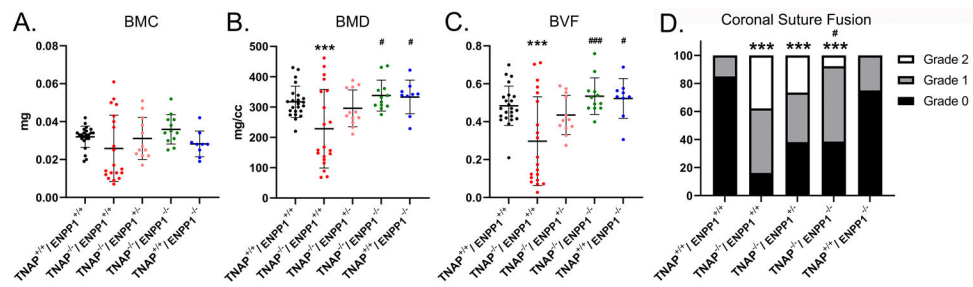 A. BMC
0.08
0.06
0.04
0.02
0.00
mg
TNAP+/+/ ENPP1+/+
TNAP-/-/ ENPP1+/+
TNAP-/-/ ENPP1+/-
TNAP-/-/ ENPP1-/-
TNAP+/+/ ENPP1-/-
B. BMD
500
400
300
200
100
0
mg/cc
***
#
#
TNAP+/+/ ENPP1+/+
TNAP-/-/ ENPP1+/+
TNAP-/-/ ENPP1+/-
TNAP-/-/ ENPP1-/-
TNAP+/+/ ENPP1-/-
C. BVF
0.8
0.6
0.4
0.2
0.0
***
###
#
TNAP+/+/ ENPP1+/+
TNAP-/-/ ENPP1+/+
TNAP-/-/ ENPP1+/-
TNAP-/-/ ENPP1-/-
TNAP+/+/ ENPP1-/-
D. Coronal Suture Fusion
100
80
60
40
20
0
***
***
#
***
Grade 2
Grade 1
Grade 0
TNAP+/+/ ENPP1+/+
TNAP-/-/ ENPP1+/+
TNAP-/-/ ENPP1+/-
TNAP-/-/ ENPP1-/-
TNAP+/+/ ENPP1-/-